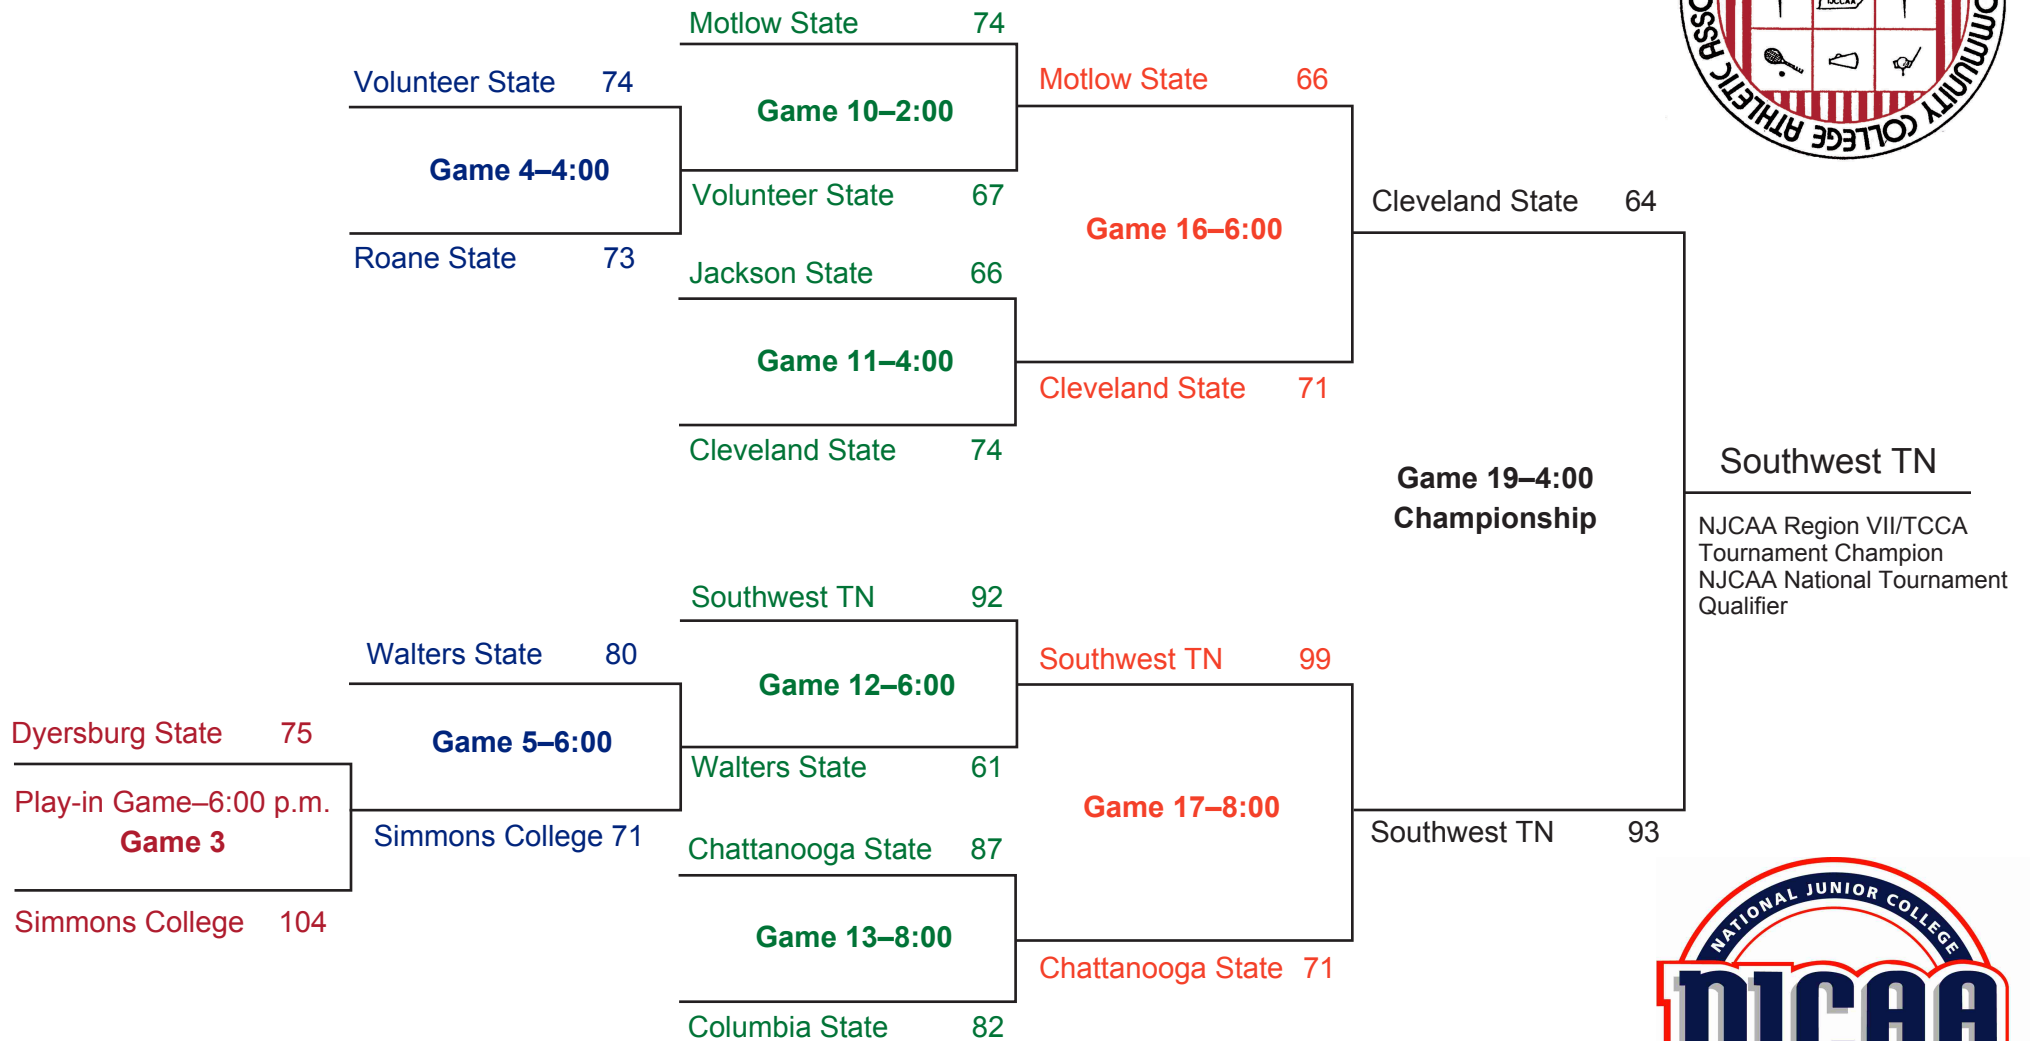 Motlow State 74
Volunteer State 74
Game 10–2:00
Motlow State 66
Game 4–4:00
Volunteer State 67
Roane State 73
Game 16–6:00
Cleveland State 64
Jackson State 66
Game 11–4:00
Cleveland State 71
Cleveland State 74
Game 19–4:00
Championship
Southwest TN
NJCAA Region VII/TCCA
Tournament Champion
NJCAA National Tournament
Qualifier
Southwest TN 92
Walters State 80
Game 12–6:00
Southwest TN 99
Dyersburg State 75
Game 5–6:00
Walters State 61
Play-in Game–6:00 p.m.
Game 3
Simmons College 71
Game 17–8:00
Southwest TN 93
Chattanooga State 87
Simmons College 104
Game 13–8:00
Chattanooga State 71
Columbia State 82
COMMUNITY COLLEGE ATHLETIC
NATIONAL JUNIOR COLLEGE
NJCAA